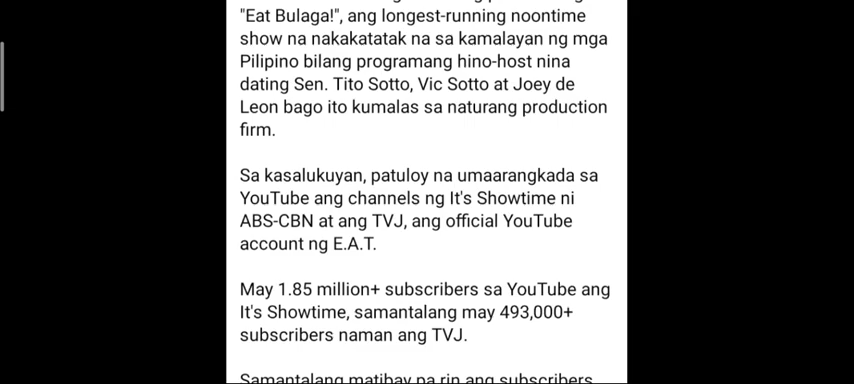 "Eat Bulaga!", ang longest-running noontime
show na nakakatatak na sa kamalayan ng mga
Pilipino bilang programang hino-host nina
dating Sen. Tito Sotto, Vic Sotto at Joey de
Leon bago ito kumalas sa naturang production
firm.
Sa kasalukuyan, patuloy na umaarangkada sa
YouTube ang channels ng It's Showtime ni
ABS-CBN at ang TVJ, ang official YouTube
account ng E.A.T.
May 1.85 million+ subscribers sa YouTube ang
It's Showtime, samantalang may 493,000+
subscribers naman ang TVJ.
Samantalang matibay pa rin ang subscribers